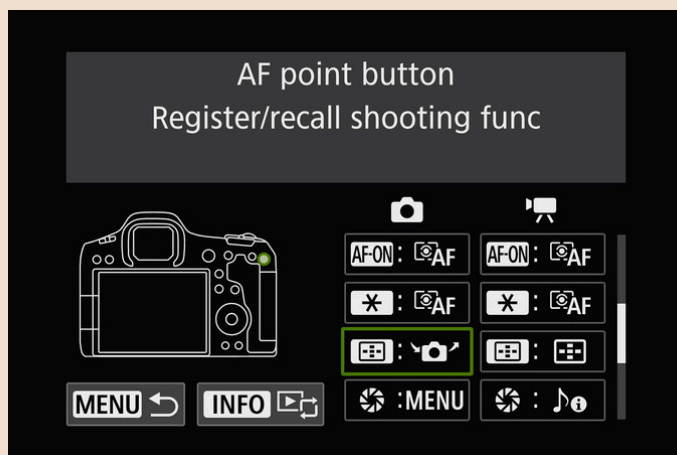 AF point button
Register/recall shooting func
AF-ON : AF AF-ON : AF
: AF : AF
: MENU
MENU INFO